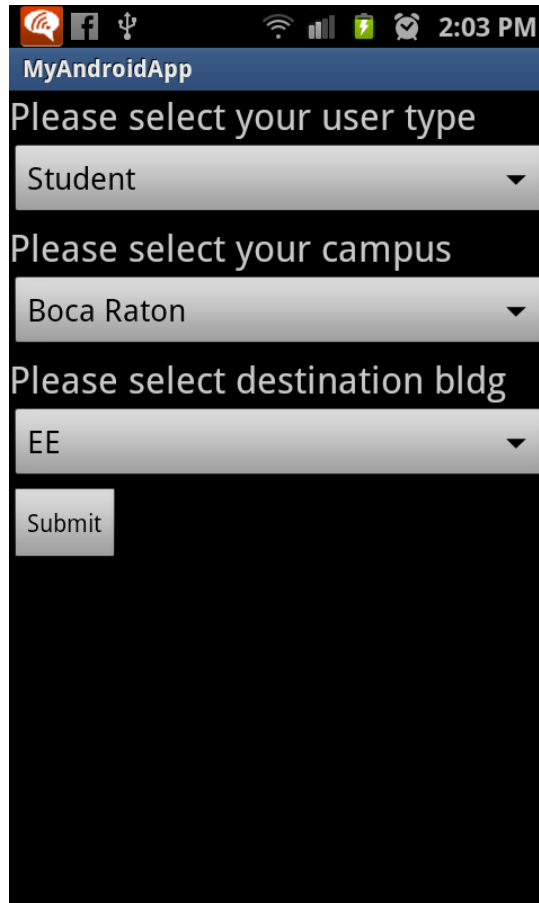 2:03 PM
MyAndroidApp
Please select your user type
Student
Please select your campus
Boca Raton
Please select destination bldg
EE
Submit